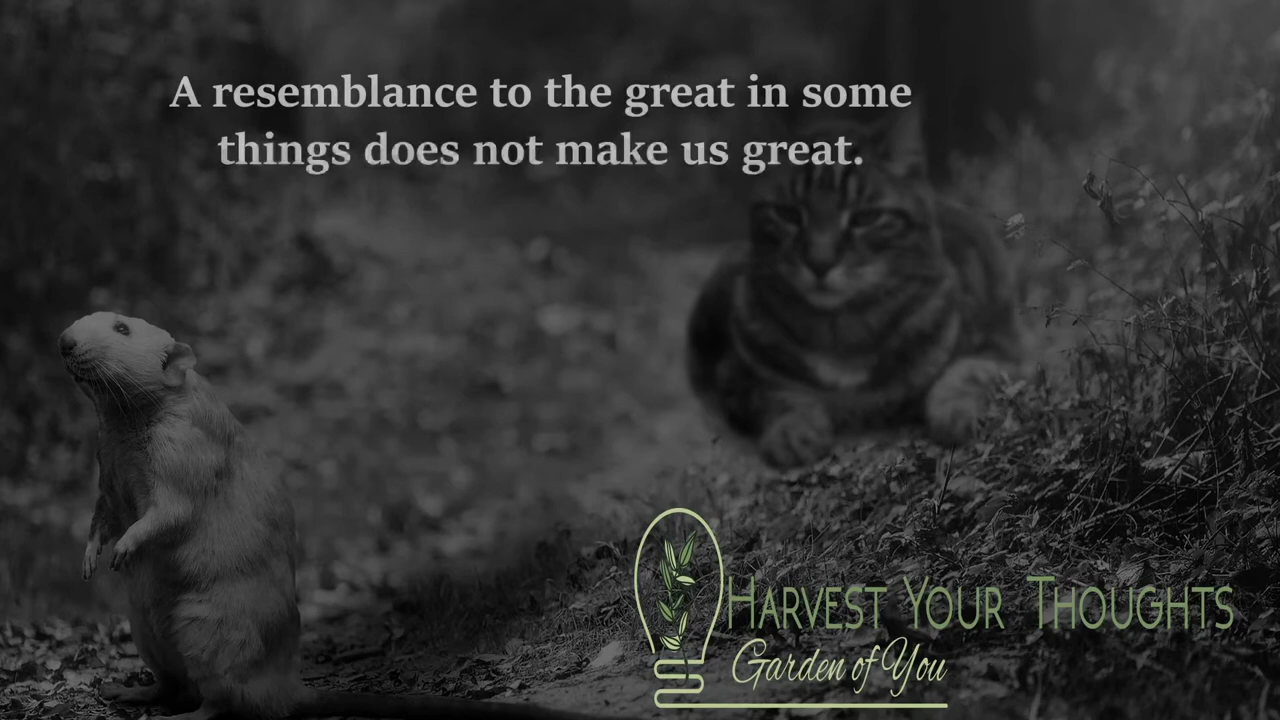 A resemblance to the great in some
things does not make us great.
HARVEST YOUR THOUGHTS
Garden of You